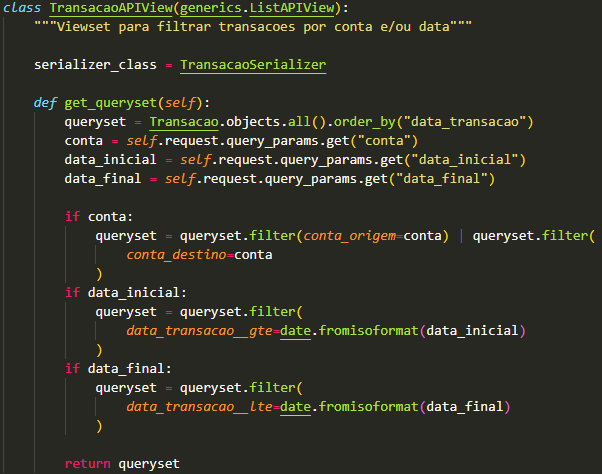 class TransacaoAPIView(generics.ListAPIView):
    """Viewset para filtrar transacoes por conta e/ou data"""
    serializer_class = TransacaoSerializer
    def get_queryset(self):
        queryset = Transacao.objects.all().order_by("data_transacao")
        conta = self.request.query_params.get("conta")
        data_inicial = self.request.query_params.get("data_inicial")
        data_final = self.request.query_params.get("data_final")
        if conta:
            queryset = queryset.filter(conta_origem=conta) | queryset.filter(
                conta_destino=conta
            )
        if data_inicial:
            queryset = queryset.filter(
                data_transacao__gte=date.fromisoformat(data_inicial)
            )
        if data_final:
            queryset = queryset.filter(
                data_transacao__lte=date.fromisoformat(data_final)
            )
        return queryset